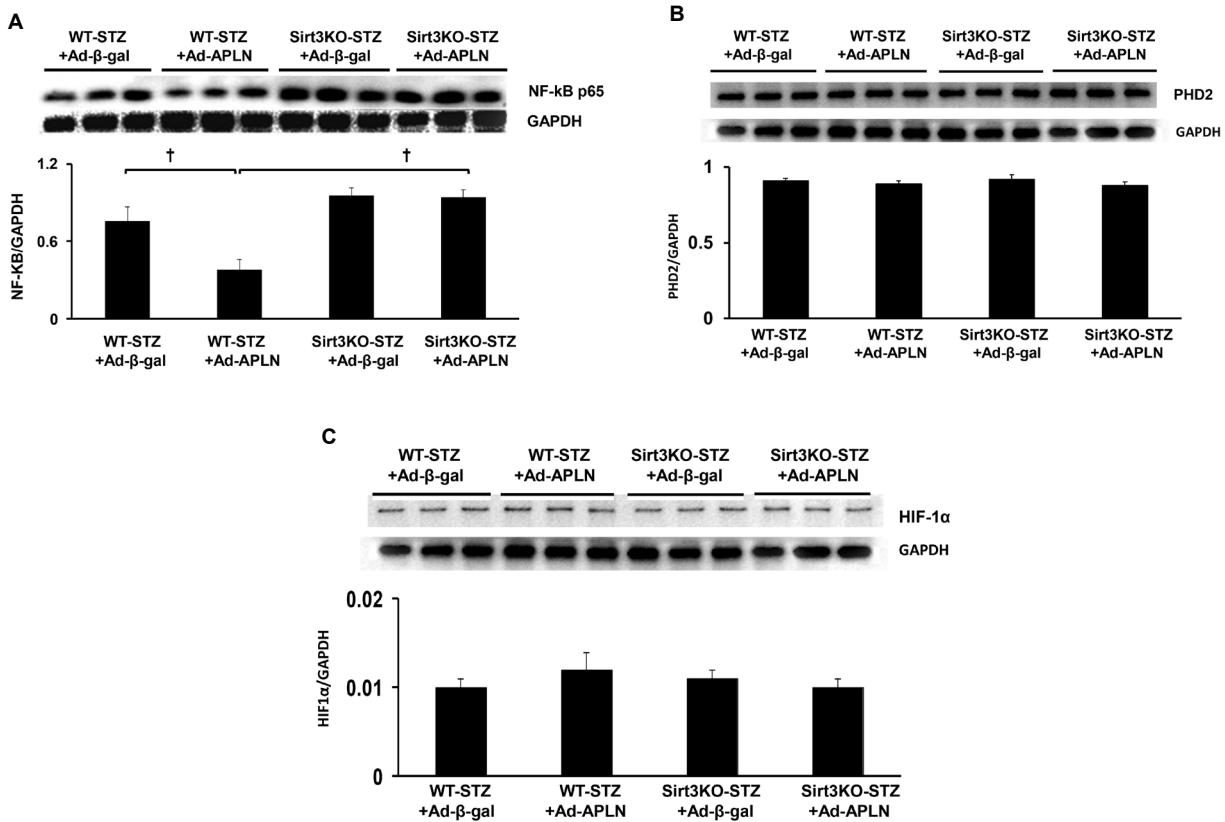 A
WT-STZ +Ad-β-gal
WT-STZ +Ad-APLN
Sirt3KO-STZ +Ad-β-gal
Sirt3KO-STZ +Ad-APLN
NF-kB p65
GAPDH
† †
1.2
0.6
0
NF-KB/GAPDH
WT-STZ +Ad-β-gal
WT-STZ +Ad-APLN
Sirt3KO-STZ +Ad-β-gal
Sirt3KO-STZ +Ad-APLN
B
WT-STZ +Ad-β-gal
WT-STZ +Ad-APLN
Sirt3KO-STZ +Ad-β-gal
Sirt3KO-STZ +Ad-APLN
PHD2
GAPDH
1
0.5
0
PHD2/GAPDH
WT-STZ +Ad-β-gal
WT-STZ +Ad-APLN
Sirt3KO-STZ +Ad-β-gal
Sirt3KO-STZ +Ad-APLN
C
WT-STZ +Ad-β-gal
WT-STZ +Ad-APLN
Sirt3KO-STZ +Ad-β-gal
Sirt3KO-STZ +Ad-APLN
HIF-1α
GAPDH
0.02
0.01
0
HIF1α/GAPDH
WT-STZ +Ad-β-gal
WT-STZ +Ad-APLN
Sirt3KO-STZ +Ad-β-gal
Sirt3KO-STZ +Ad-APLN